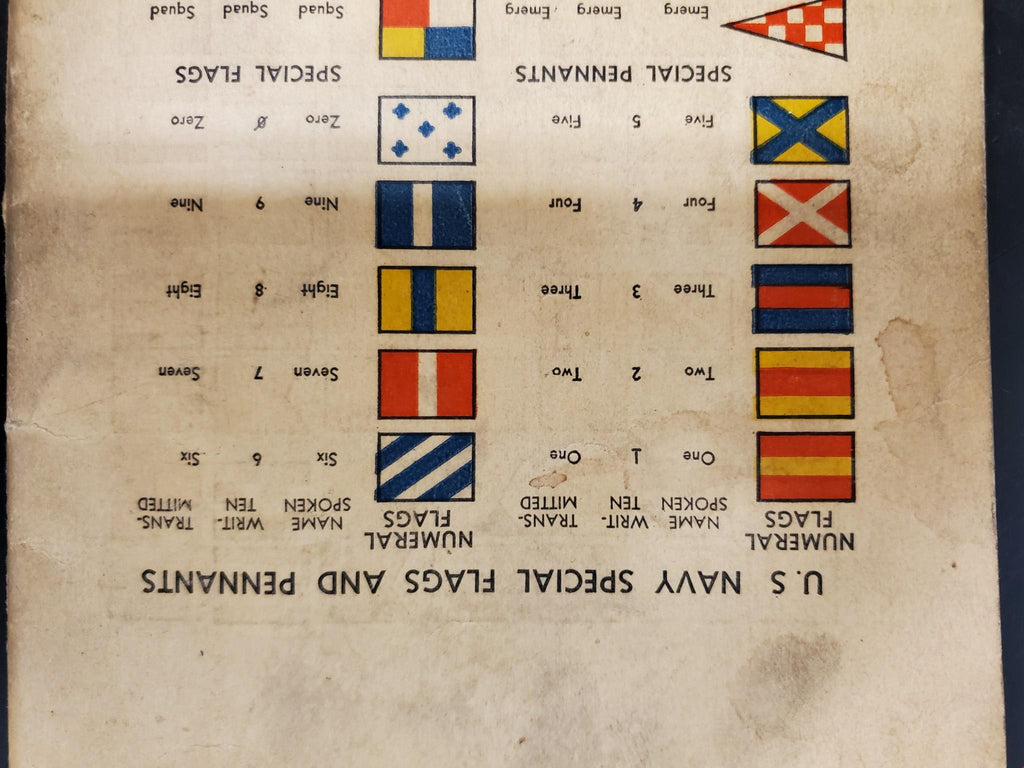 U.S NAVY SPECIAL FLAGS AND PENNANTS
NUMERAL FLAGS
NAME SPOKEN
WRIT- TEN
TRANS- MITTED
One 1 One
Two 2 Two
Three 3 Three
Four 4 Four
Five 5 Five
SPECIAL PENNANTS
Emerg Emerg Emerg
NUMERAL FLAGS
NAME SPOKEN
WRIT- TEN
TRANS- MITTED
Six 6 Six
Seven 7 Seven
Eight 8 Eight
Nine 9 Nine
Zero Ø Zero
SPECIAL FLAGS
Squad Squad Squad